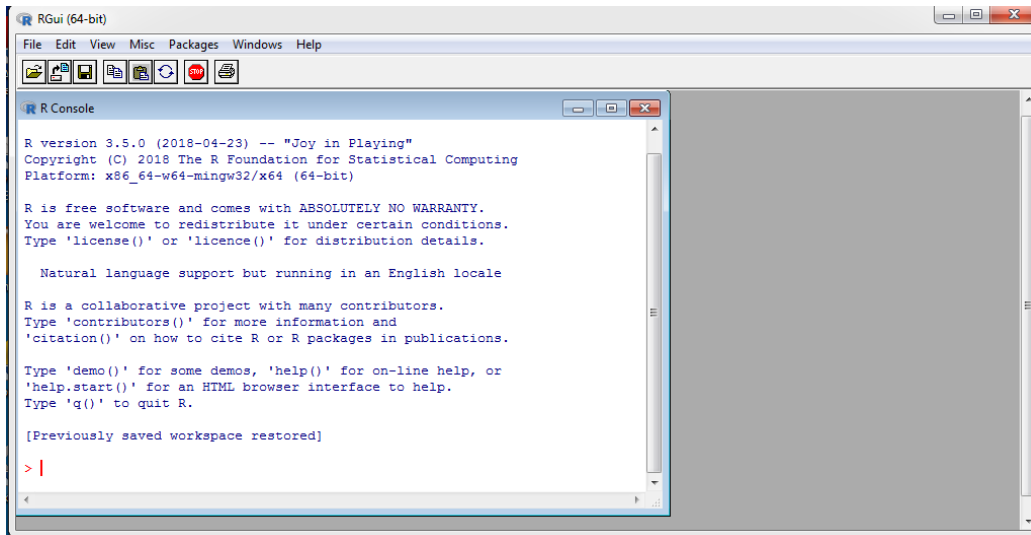 RGui (64-bit)
File Edit View Misc Packages Windows Help
STOP
R Console
R version 3.5.0 (2018-04-23) -- "Joy in Playing"
Copyright (C) 2018 The R Foundation for Statistical Computing
Platform: x86_64-w64-mingw32/x64 (64-bit)
R is free software and comes with ABSOLUTELY NO WARRANTY.
You are welcome to redistribute it under certain conditions.
Type 'license()' or 'licence()' for distribution details.
Natural language support but running in an English locale
R is a collaborative project with many contributors.
Type 'contributors()' for more information and
'citation()' on how to cite R or R packages in publications.
Type 'demo()' for some demos, 'help()' for on-line help, or
'help.start()' for an HTML browser interface to help.
Type 'q()' to quit R.
[Previously saved workspace restored]
>